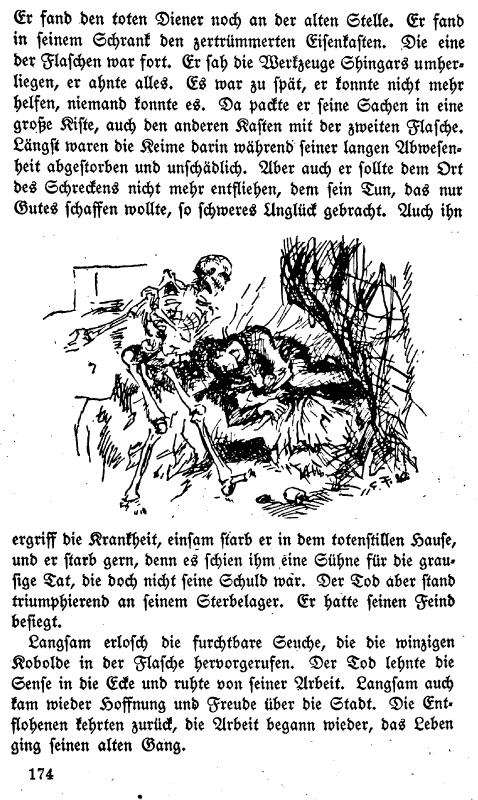 Er fand den toten Diener noch an der alten Stelle. Er fand
in seinem Schrank den zertrümmerten Eisenkasten. Die eine
der Flaschen war fort. Er sah die Werkzeuge Shingars umher-
liegen, er ahnte alles. Es war zu spät, er konnte nicht mehr
helfen, niemand konnte es. Da packte er seine Sachen in eine
große Kiste, auch den anderen Kasten mit der zweiten Flasche.
Längst waren die Keime darin während seiner langen Abwesen-
heit abgestorben und unschädlich. Aber auch er sollte dem Ort
des Schreckens nicht mehr entfliehen, dem sein Tun, das nur
Gutes schaffen wollte, so schweres Unglück gebracht. Auch ihn
ergriff die Krankheit, einsam starb er in dem totenstillen Hause,
und er starb gern, denn es schien ihm eine Sühne für die grau-
sige Tat, die doch nicht seine Schuld war. Der Tod aber stand
triumphierend an seinem Sterbelager. Er hatte seinen Feind
besiegt.
Langsam erlosch die furchtbare Seuche, die die winzigen
Kobolde in der Flasche hervorgerufen. Der Tod lehnte die
Sense in die Ecke und ruhte von seiner Arbeit. Langsam auch
kam wieder Hoffnung und Freude über die Stadt. Die Ent-
flohenen kehrten zurück, die Arbeit begann wieder, das Leben
ging seinen alten Gang.
174